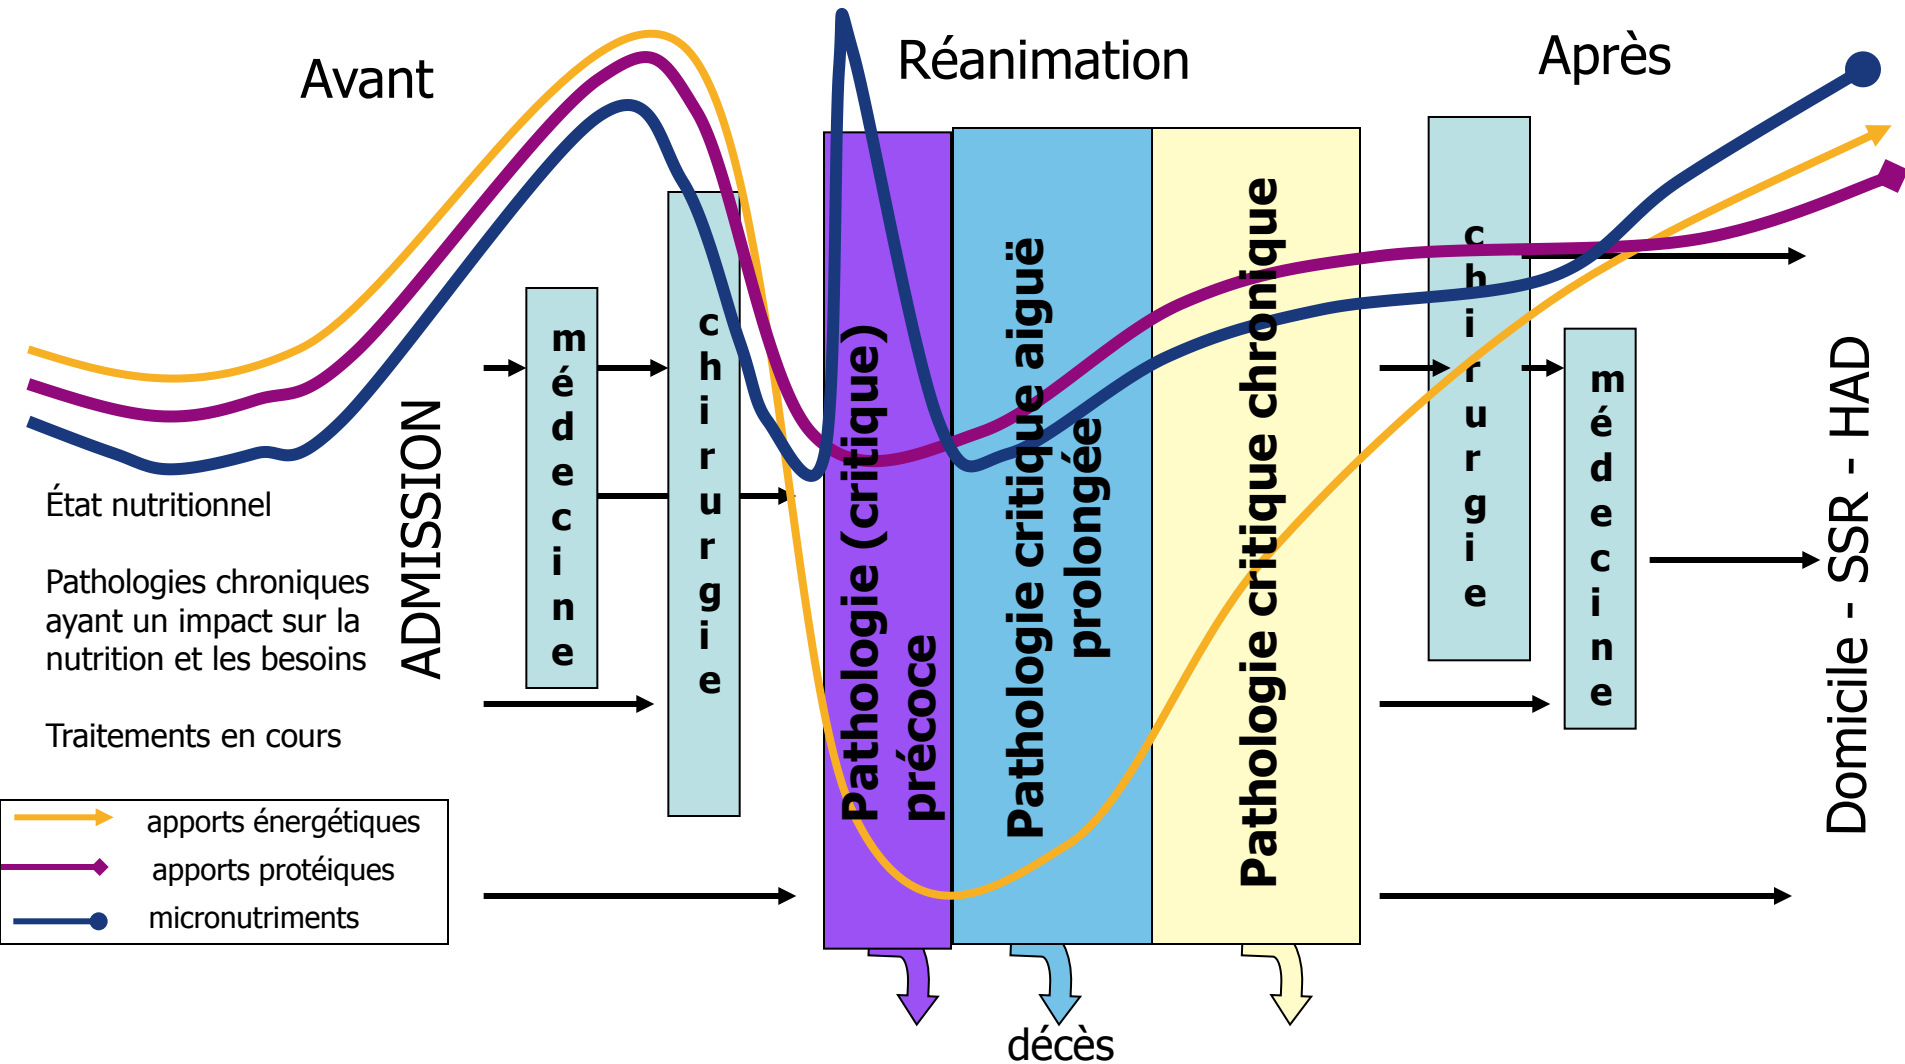 Avant
Réanimation
Après
État nutritionnel
Pathologies chroniques
ayant un impact sur la
nutrition et les besoins
Traitements en cours
ADMISSION
médecine
chirurgie
Pathologie (critique)
précoce
Pathologie critique aiguë
prolongée
Pathologie critique chronique
chirurgie
médecine
Domicile - SSR - HAD
apports énergétiques
apports protéiques
micronutriments
décès